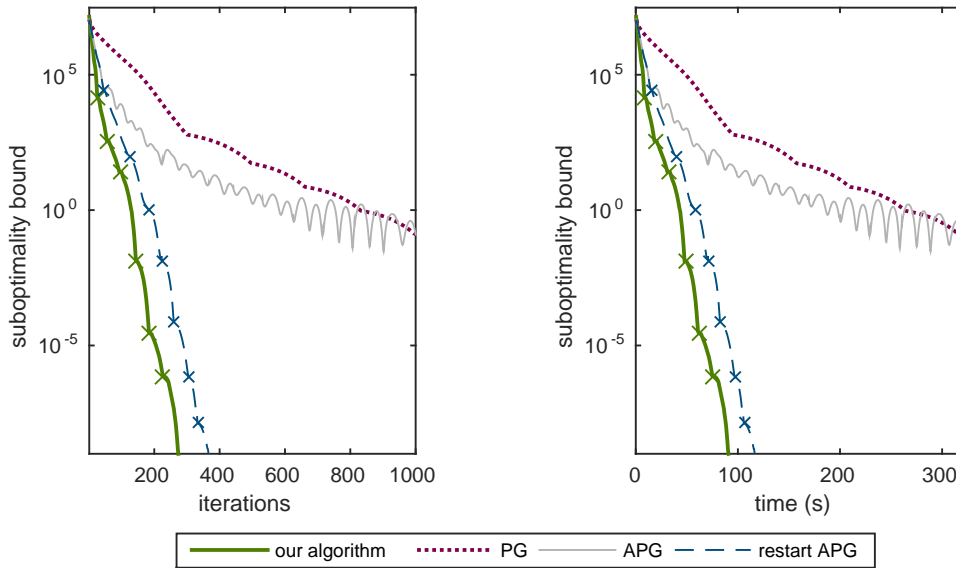 suboptimality bound
10^5
10^0
10^-5
200 400 600 800 1000
iterations
suboptimality bound
10^5
10^0
10^-5
0 100 200 300
time (s)
our algorithm PG APG restart APG